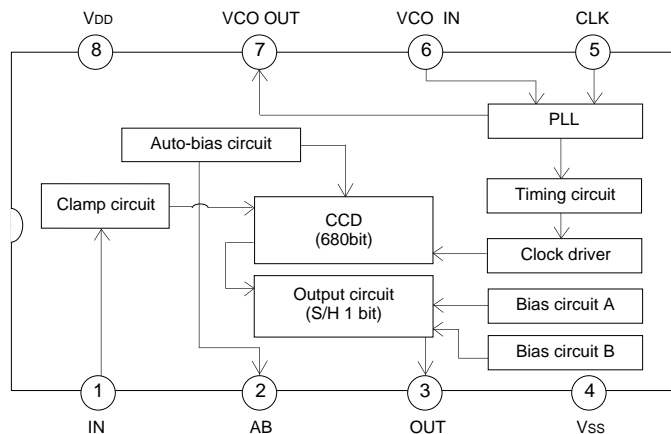 VDD VCO OUT VCO IN CLK
8 7 6 5
PLL
Auto-bias circuit
Timing circuit
Clamp circuit
CCD
(680bit)
Clock driver
Output circuit
(S/H 1 bit)
Bias circuit A
Bias circuit B
1 2 3 4
IN AB OUT VSS